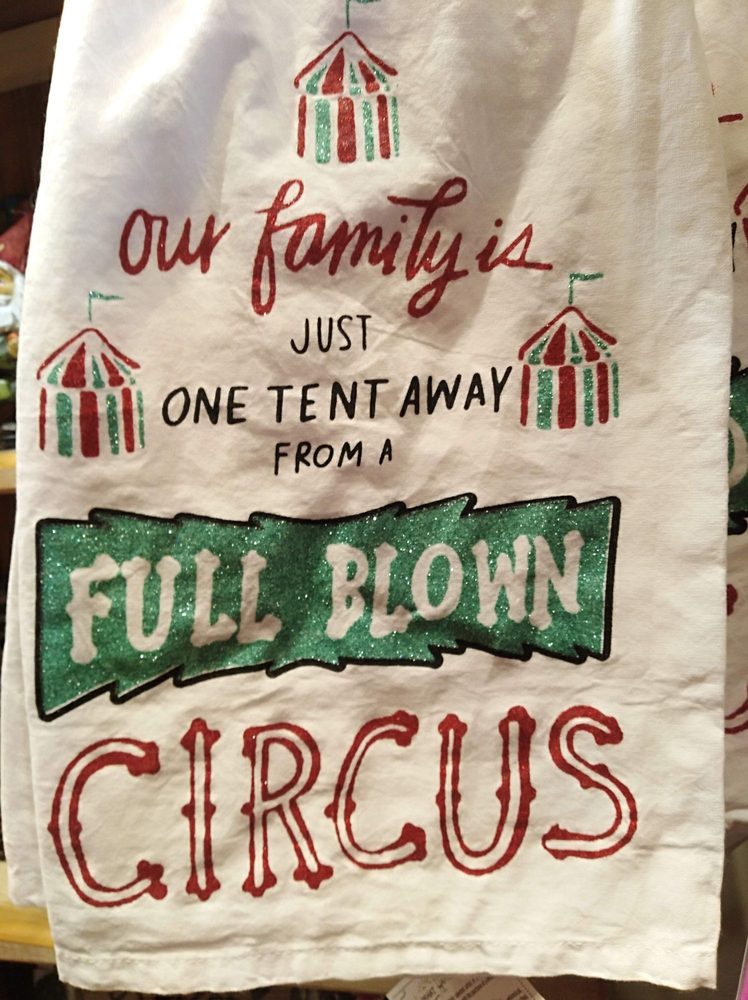 our family is
JUST
ONE TENT AWAY
FROM A
FULL BLOWN
CIRCUS